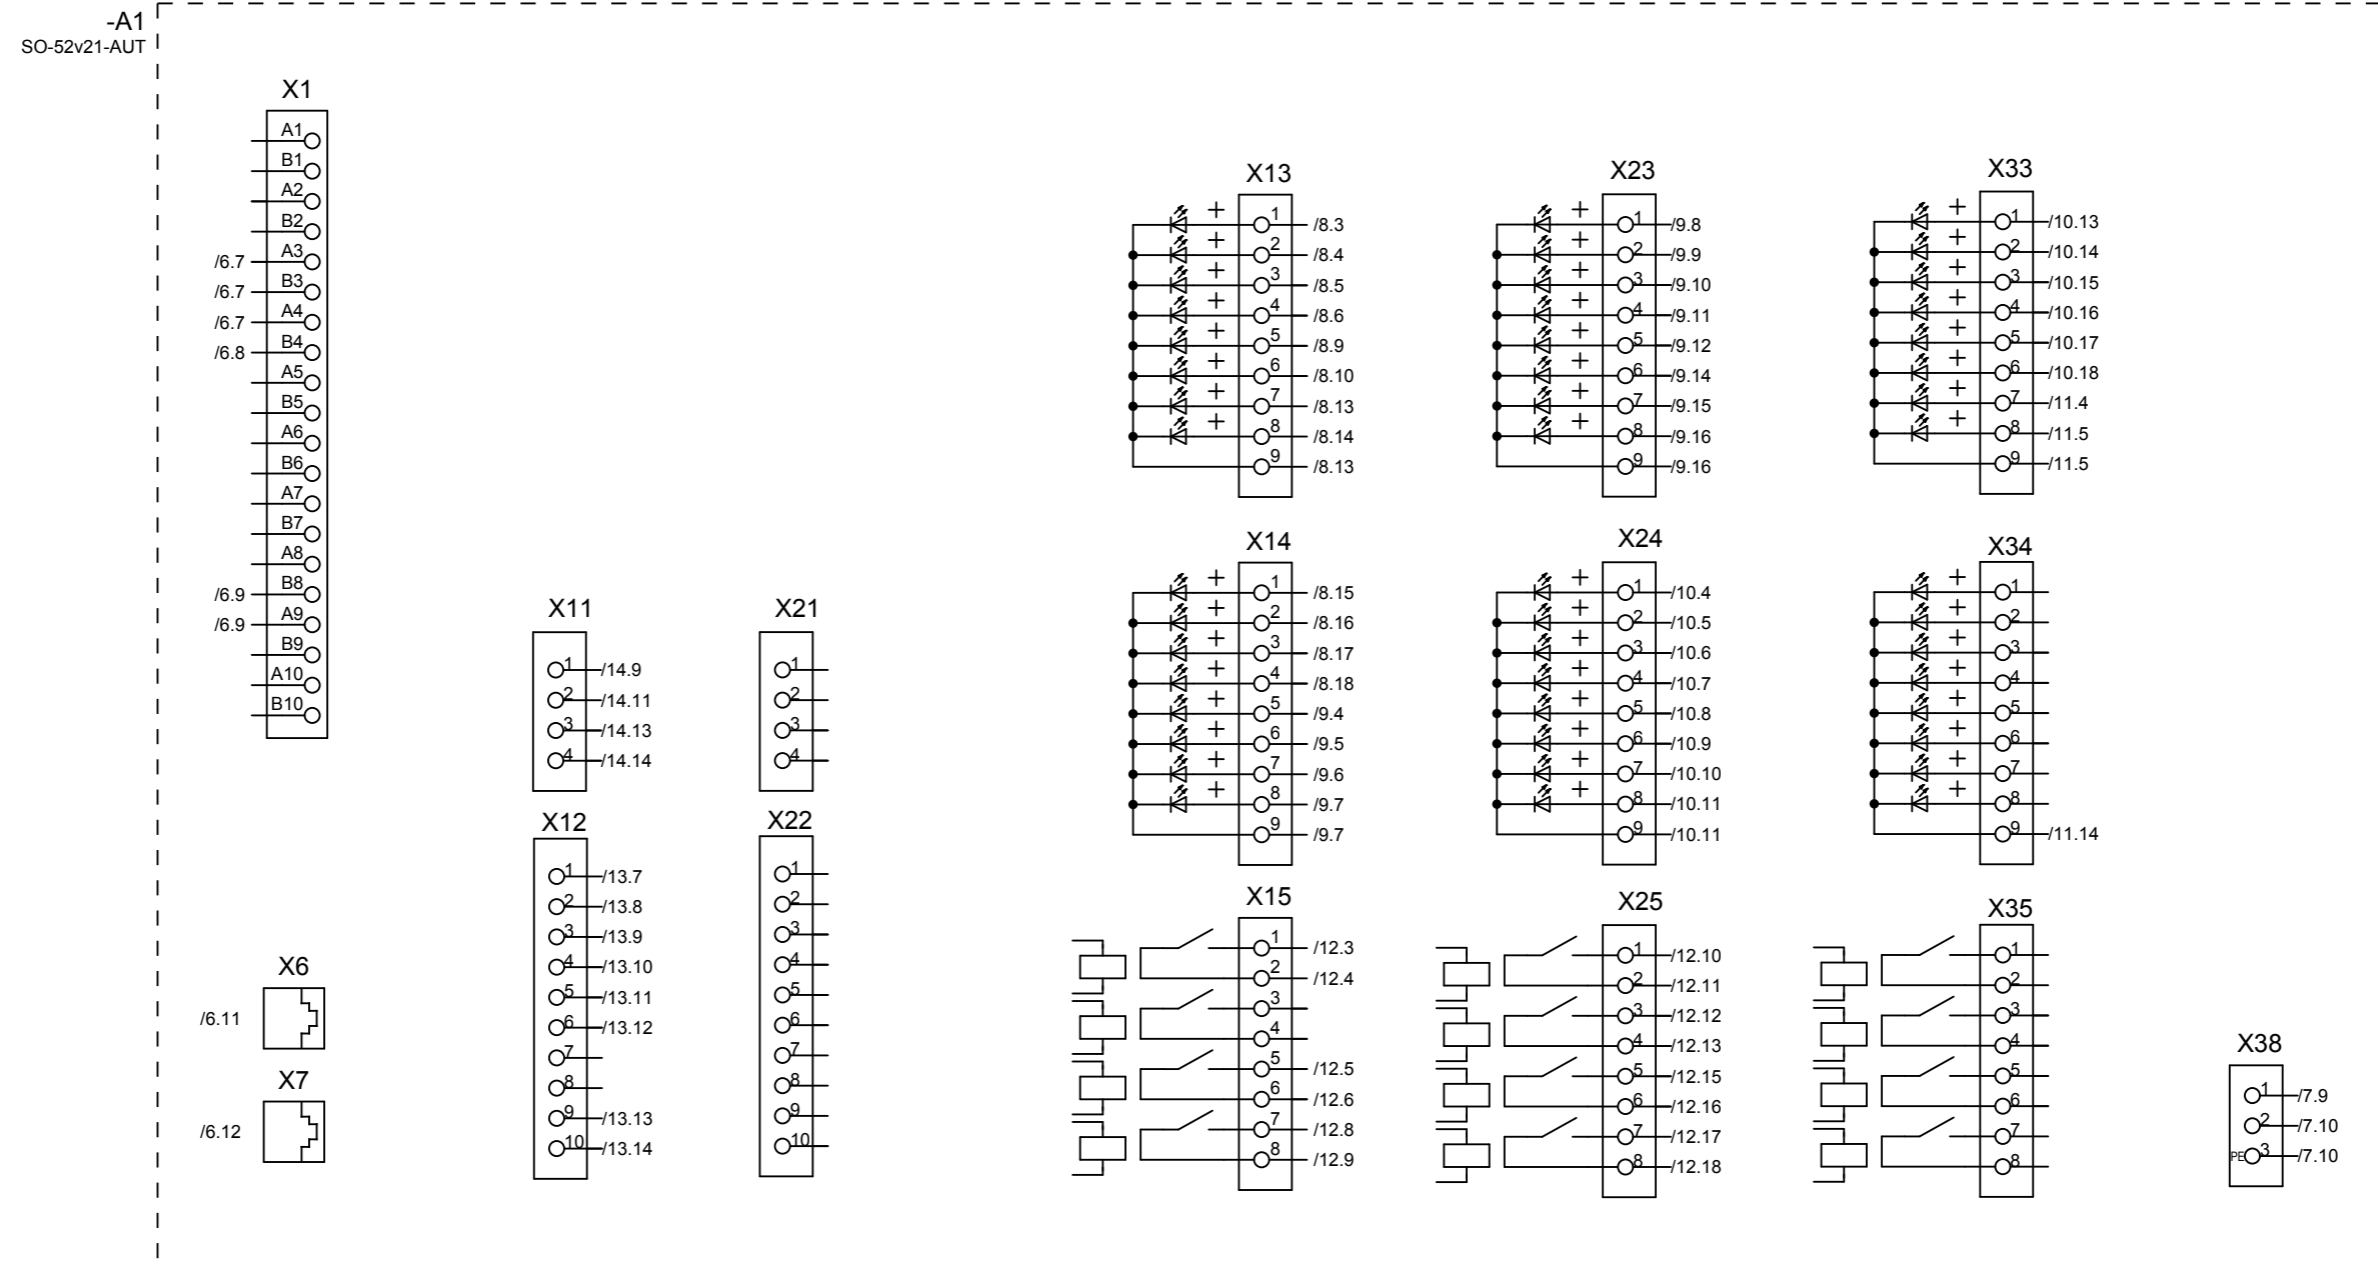 -A1
SO-52v21-AUT
X1
A1
B1
A2
B2
/6.7 A3
/6.7 B3
/6.7 A4
/6.8 B4
A5
B5
A6
B6
A7
B7
A8
/6.9 B8
/6.9 A9
B9
A10
B10
X6
/6.11
X7
/6.12
X11
1 /14.9
2 /14.11
3 /14.13
4 /14.14
X12
1 /13.7
2 /13.8
3 /13.9
4 /13.10
5 /13.11
6 /13.12
7
8
9 /13.13
10 /13.14
X21
1
2
3
4
X22
1
2
3
4
5
6
7
8
9
10
X13
+ 1 /8.3
+ 2 /8.4
+ 3 /8.5
+ 4 /8.6
+ 5 /8.9
+ 6 /8.10
+ 7 /8.13
+ 8 /8.14
9 /8.13
X14
+ 1 /8.15
+ 2 /8.16
+ 3 /8.17
+ 4 /8.18
+ 5 /9.4
+ 6 /9.5
+ 7 /9.6
+ 8 /9.7
9 /9.7
X15
1 /12.3
2 /12.4
3
4
5 /12.5
6 /12.6
7 /12.8
8 /12.9
X23
+ 1 /9.8
+ 2 /9.9
+ 3 /9.10
+ 4 /9.11
+ 5 /9.12
+ 6 /9.14
+ 7 /9.15
+ 8 /9.16
9 /9.16
X24
+ 1 /10.4
+ 2 /10.5
+ 3 /10.6
+ 4 /10.7
+ 5 /10.8
+ 6 /10.9
+ 7 /10.10
+ 8 /10.11
9 /10.11
X25
1 /12.10
2 /12.11
3 /12.12
4 /12.13
5 /12.15
6 /12.16
7 /12.17
8 /12.18
X33
+ 1 /10.13
+ 2 /10.14
+ 3 /10.15
+ 4 /10.16
+ 5 /10.17
+ 6 /10.18
+ 7 /11.4
+ 8 /11.5
9 /11.5
X34
+ 1
+ 2
+ 3
+ 4
+ 5
+ 6
+ 7
+ 8
9 /11.14
X35
1
2
3
4
5
6
7
8
X38
1 /7.9
2 /7.10
PE 3 /7.10